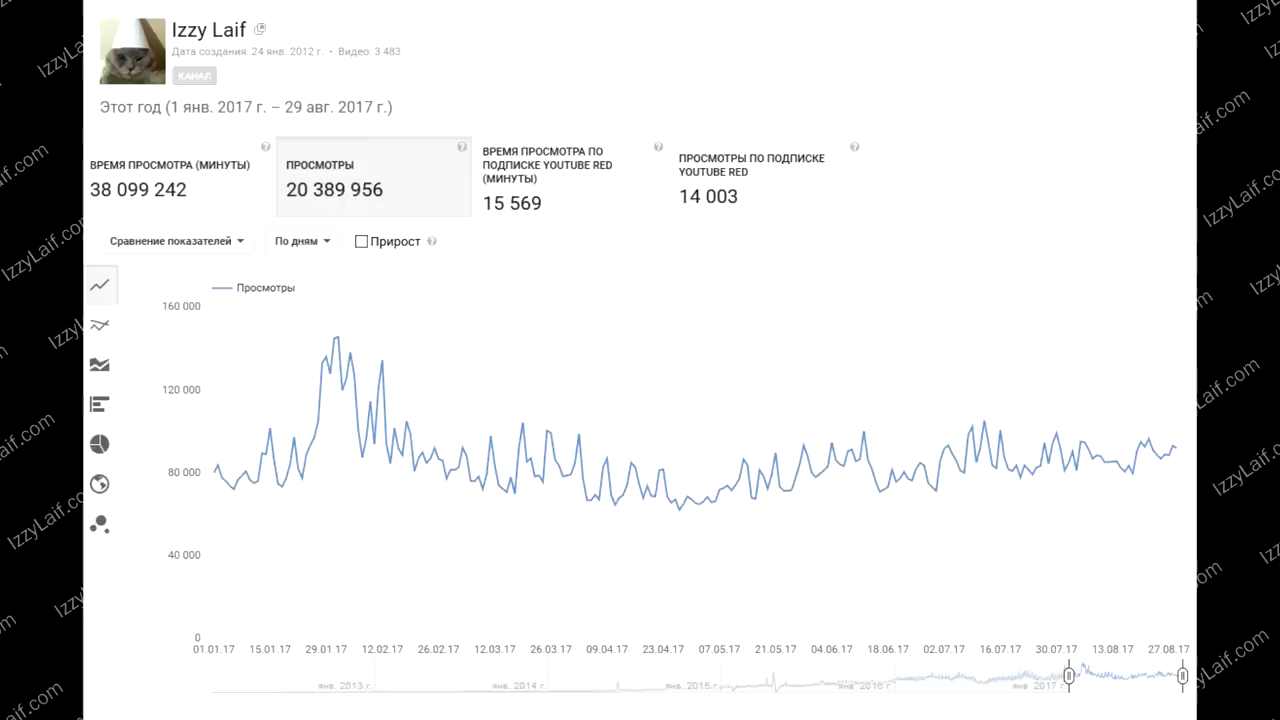 Izzy Laif
Дата создания: 24 янв. 2012 г. • Видео: 3 483
КАНАЛ
Этот год (1 янв. 2017 г. – 29 авг. 2017 г.)
ВРЕМЯ ПРОСМОТРА (МИНУТЫ)
38 099 242
ПРОСМОТРЫ
20 389 956
ВРЕМЯ ПРОСМОТРА ПО
ПОДПИСКЕ YOUTUBE RED
(МИНУТЫ)
15 569
ПРОСМОТРЫ ПО ПОДПИСКЕ
YOUTUBE RED
14 003
Сравнение показателей
По дням
Прирост
Просмотры
160 000
120 000
80 000
40 000
0
01.01.17 15.01.17 29.01.17 12.02.17 26.02.17 12.03.17 26.03.17 09.04.17 23.04.17 07.05.17 21.05.17 04.06.17 18.06.17 02.07.17 16.07.17 30.07.17 13.08.17 27.08.17
янв. 2013 г. янв. 2014 г. янв. 2015 г. янв. 2016 г. янв. 2017 г.
IzzyLaif.com